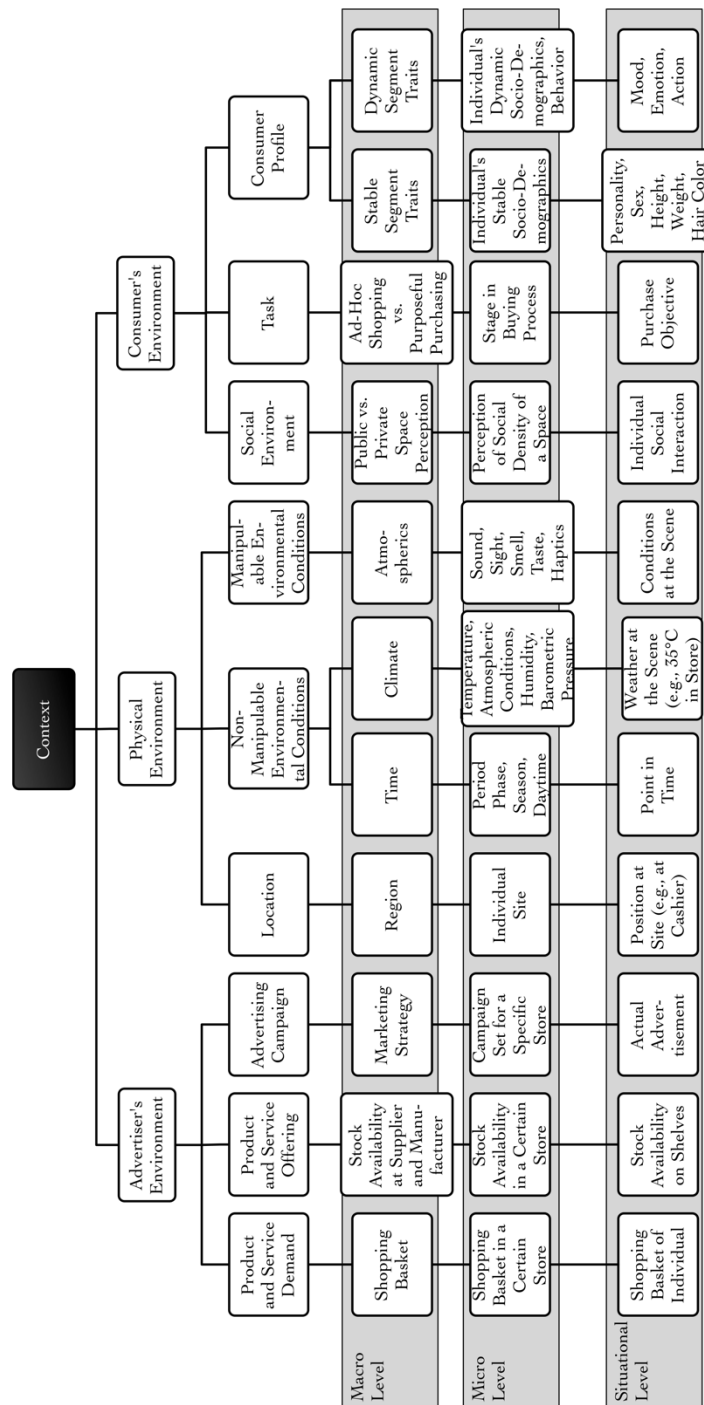 Context
Advertiser's
Environment
Physical
Environment
Consumer's
Environment
Product
and Service
Demand
Product
and Service
Offering
Advertising
Campaign
Location
Non-
Manipulable
Environmen-
tal Conditions
Manipul-
able En-
vironmental
Conditions
Social
Environ-
ment
Task
Consumer
Profile
Macro
Level
Shopping
Basket
Stock
Availability
at Supplier
and Manu-
facturer
Marketing
Strategy
Region
Time
Climate
Atmo-
spherics
Public vs.
Private
Space
Perception
Ad-Hoc
Shopping
vs.
Purposeful
Purchasing
Stable
Segment
Traits
Dynamic
Segment
Traits
Micro
Level
Shopping
Basket in a
Certain
Store
Stock
Availability
in a Certain
Store
Campaign
Set for a
Specific
Store
Individual
Site
Period
Phase,
Season,
Daytime
Temperature,
Atmospheric
Conditions,
Humidity,
Barometric
Pressure
Sound,
Sight,
Smell,
Taste,
Haptics
Perception
of Social
Density of
a Space
Stage in
Buying
Process
Individual's
Stable
Socio-De-
mographics
Individual's
Dynamic
Socio-De-
mographics,
Behavior
Situational
Level
Shopping
Basket of
Individual
Stock
Availability
on Shelves
Actual
Adver-
tisement
Position at
Site (e.g., at
Cashier)
Point in
Time
Weather at
the Scene
(e.g., 35°C
in Store)
Conditions
at the Scene
Individual
Social
Interaction
Purchase
Objective
Personality,
Sex,
Height,
Weight,
Hair Color
Mood,
Emotion,
Action